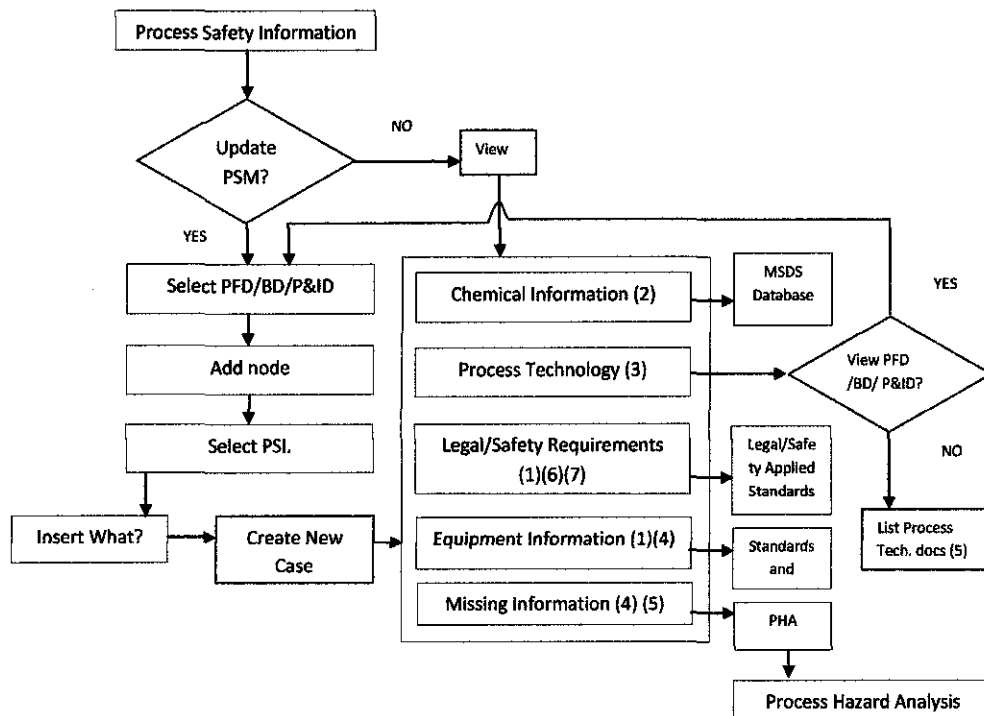 Process Safety Information
NO
Update
PSM?
View
YES
Select PFD/BD/P&ID
Chemical Information (2)
MSDS
Database
YES
Add node
Process Technology (3)
View PFD
/BD/ P&ID?
Select PSI.
Legal/Safety Requirements
(1)(6)(7)
Legal/Safe
ty Applied
Standards
NO
Insert What?
Create New
Case
Equipment Information (1)(4)
Standards
and
List Process
Tech. docs (5)
Missing Information (4) (5)
PHA
Process Hazard Analysis